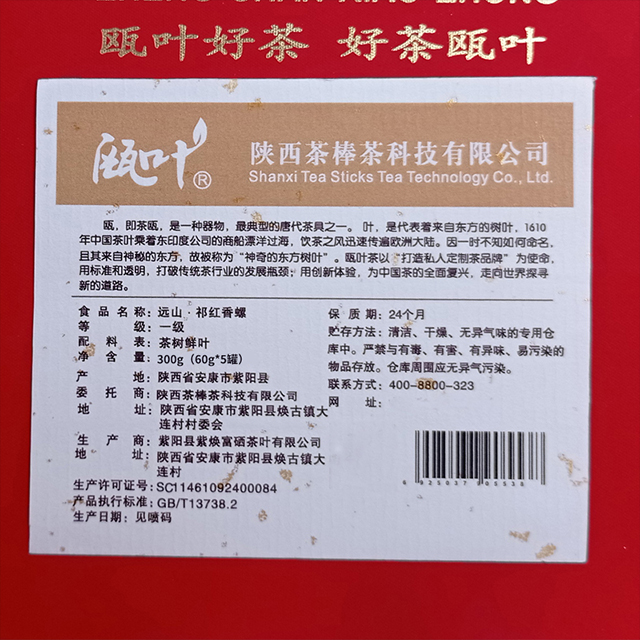 瓯叶好茶 好茶瓯叶
瓯叶®
陕西茶棒茶科技有限公司
Shanxi Tea Sticks Tea Technology Co., Ltd.
瓯，即茶瓯，是一种器物，最典型的唐代茶具之一。叶，是代表着来自东方的树叶，1610
年中国茶叶乘着东印度公司的商船漂洋过海，饮茶之风迅速传遍欧洲大陆。因一时不知如何命名，
且其来自神秘的东方，故被称为“神奇的东方树叶”。瓯叶茶以“打造私人定制茶品牌”为使命，
用标准和透明，打破传统茶行业的发展瓶颈；用创新体验，为中国茶的全面复兴，走向世界探寻
新的道路。
食品名称：远山·祁红香螺
等级：一级
配料表：茶树鲜叶
净含量：300g（60g*5罐）
产地：陕西省安康市紫阳县
委托商：陕西茶棒茶科技有限公司
地址：陕西省安康市紫阳县焕古镇大
连村村委会
生产商：紫阳县紫焕富硒茶叶有限公司
地址：陕西省安康市紫阳县焕古镇大
连村
生产许可证号：SC11461092400084
产品执行标准：GB/T13738.2
生产日期：见喷码
保质期：24个月
贮存方法：清洁、干燥、无异气味的专用仓
库中。严禁与有毒、有害、有异味、易污染的
物品存放。仓库周围应无异气污染。
联系方式：400-8800-323
网址：
6 925037 905538